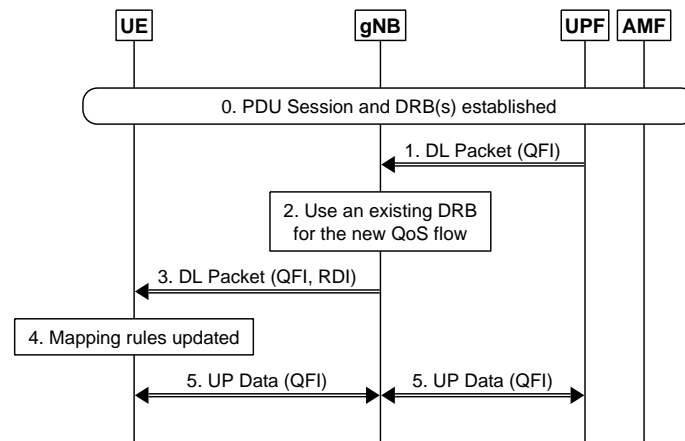 UE
gNB
UPF
AMF
0. PDU Session and DRB(s) established
1. DL Packet (QFI)
2. Use an existing DRB
for the new QoS flow
3. DL Packet (QFI, RDI)
4. Mapping rules updated
5. UP Data (QFI)
5. UP Data (QFI)